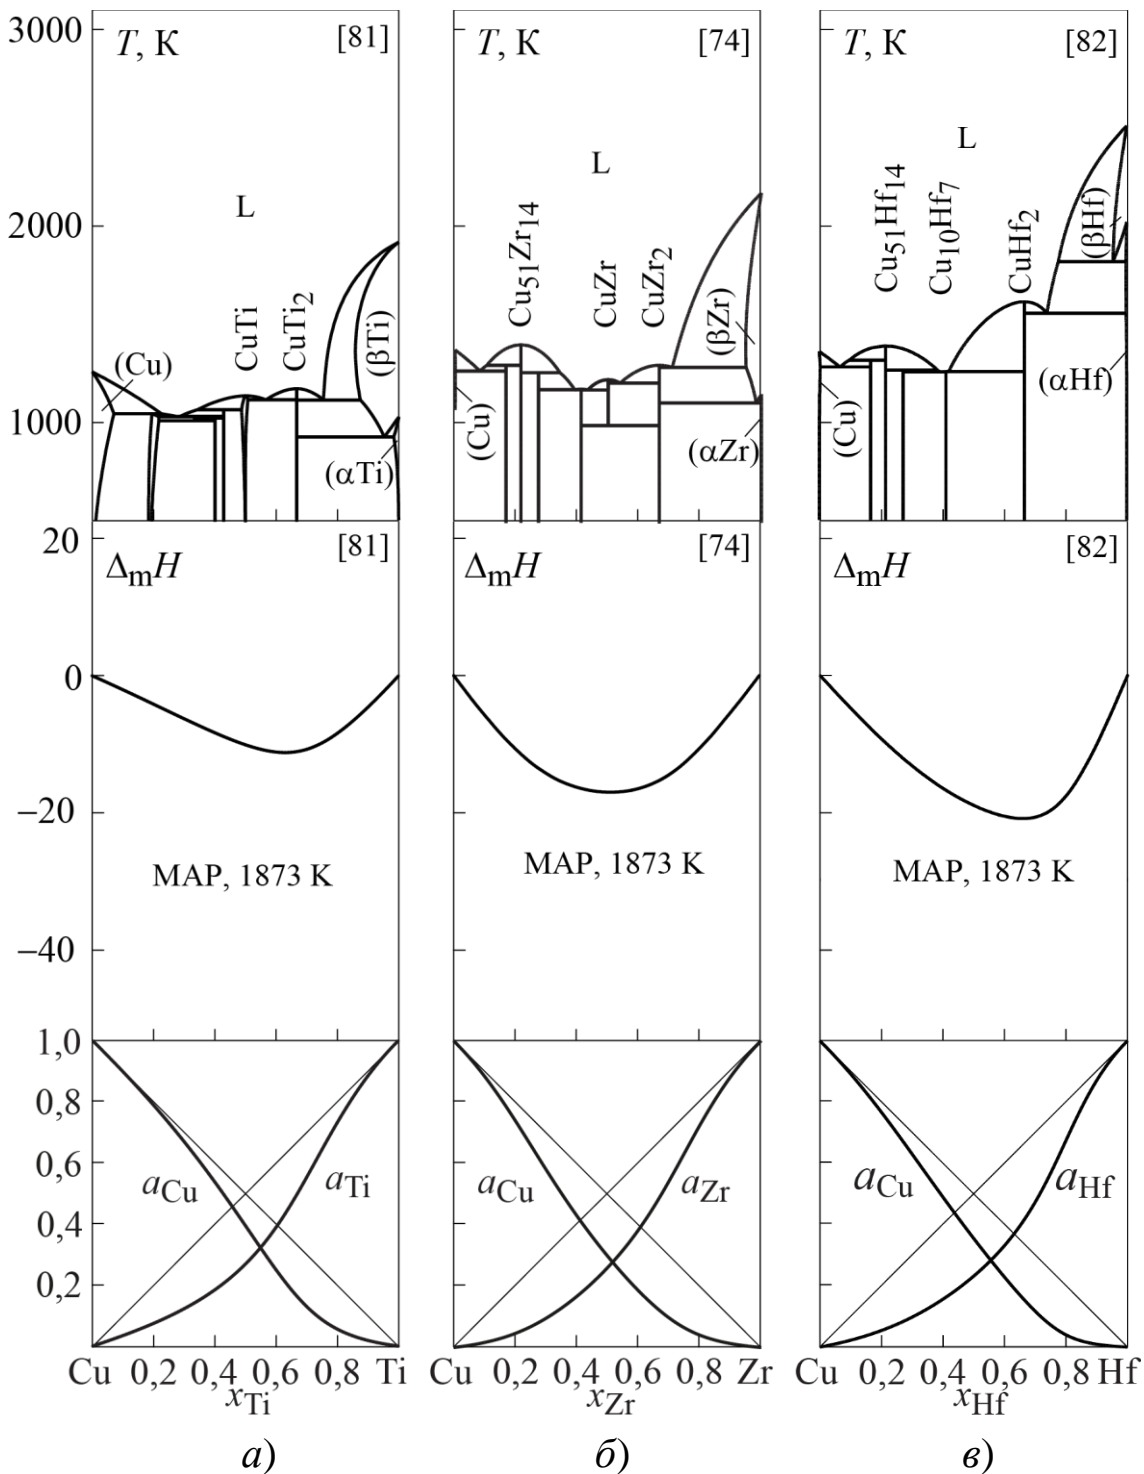 3000
2000
1000
T, К
[81]
L
(Cu)
CuTi
CuTi2
(βTi)
(αTi)
T, К
[74]
L
Cu51Zr14
CuZr
CuZr2
(βZr)
(Cu)
(αZr)
T, К
[82]
L
Cu51Hf14
Cu10Hf7
CuHf2
(βHf)
(Cu)
(αHf)
20
0
−20
−40
ΔmH
[81]
MAP, 1873 K
ΔmH
[74]
MAP, 1873 K
ΔmH
[82]
MAP, 1873 K
1,0
0,8
0,6
0,4
0,2
aCu
aTi
aCu
aZr
aCu
aHf
Cu 0,2 0,4 0,6 0,8 Ti
xTi
Cu 0,2 0,4 0,6 0,8 Zr
xZr
Cu 0,2 0,4 0,6 0,8 Hf
xHf
а)
б)
в)